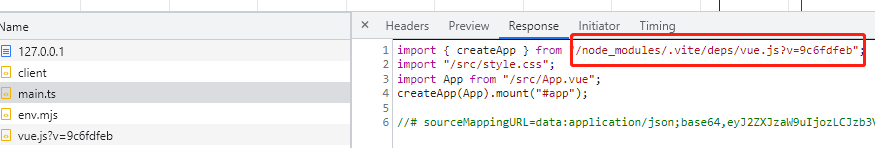 Name
127.0.0.1
client
main.ts
env.mjs
vue.js?v=9c6fdfeb
× Headers Preview Response Initiator Timing
1 import { createApp } from "/node_modules/.vite/deps/vue.js?v=9c6fdfeb";
2 import "/src/style.css";
3 import App from "/src/App.vue";
4 createApp(App).mount("#app");
5
6 //# sourceMappingURL=data:application/json;base64,eyJ2ZXJzaW9uIjozLCJzb3V